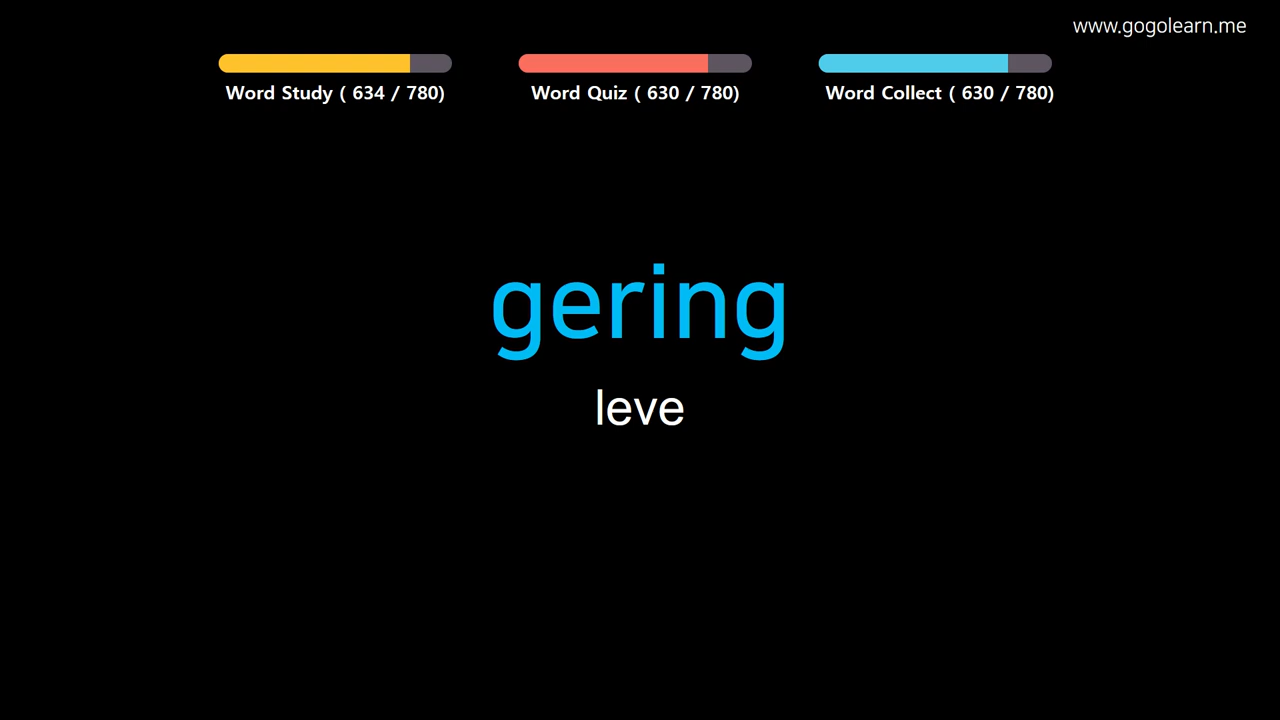 www.gogolearn.me
Word Study ( 634 / 780)
Word Quiz ( 630 / 780)
Word Collect ( 630 / 780)
gering
leve